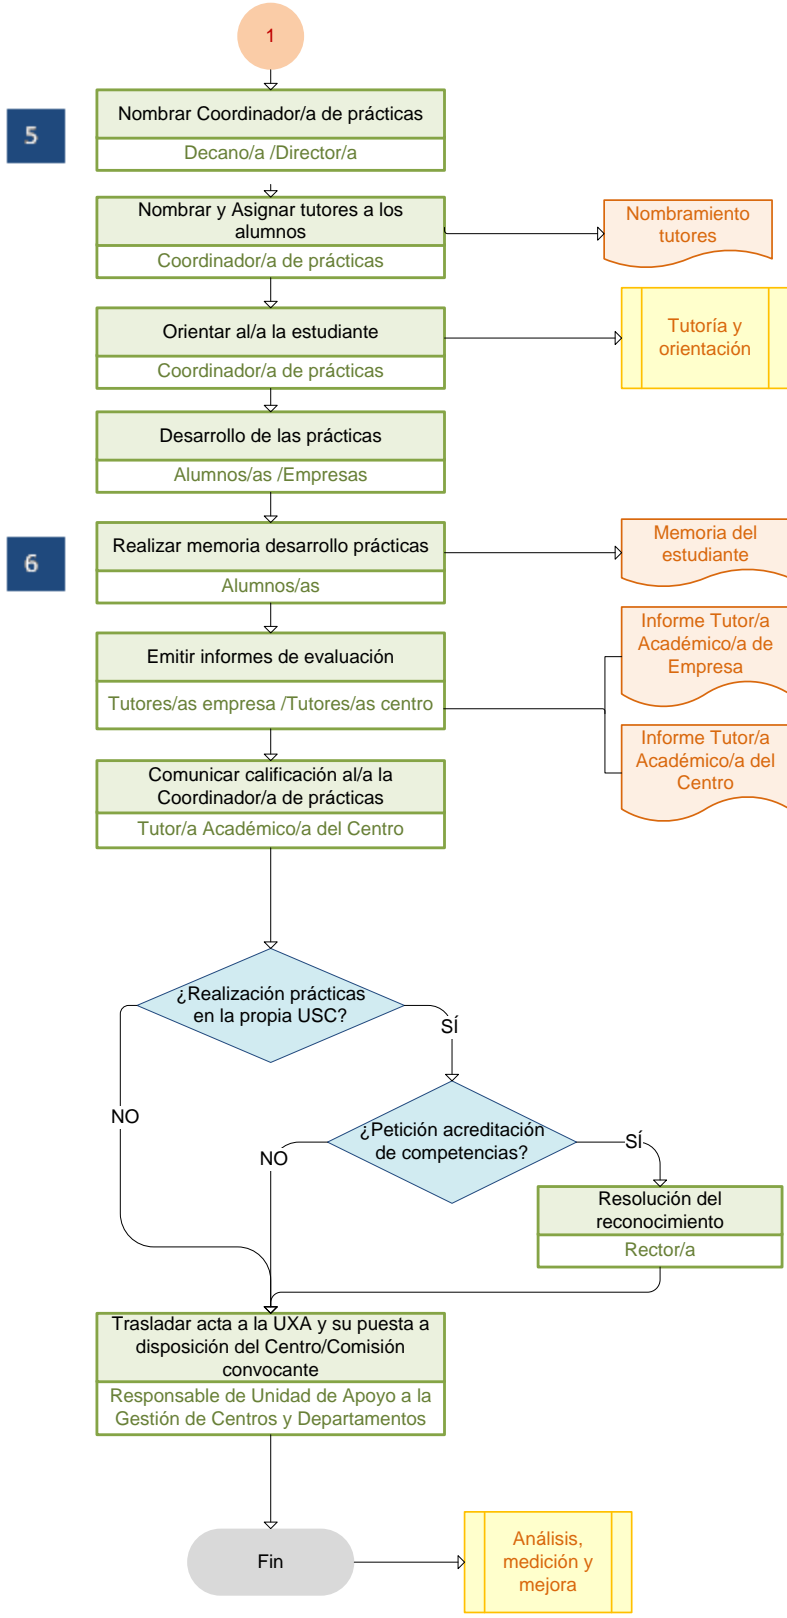 1
5
Nombrar Coordinador/a de prácticas
Decano/a /Director/a
Nombrar y Asignar tutores a los
alumnos
Coordinador/a de prácticas
Nombramiento
tutores
Orientar al/a la estudiante
Coordinador/a de prácticas
Tutoría y
orientación
Desarrollo de las prácticas
Alumnos/as /Empresas
6
Realizar memoria desarrollo prácticas
Alumnos/as
Memoria del
estudiante
Emitir informes de evaluación
Tutores/as empresa /Tutores/as centro
Informe Tutor/a
Académico/a de
Empresa
Informe Tutor/a
Académico/a del
Centro
Comunicar calificación al/a la
Coordinador/a de prácticas
Tutor/a Académico/a del Centro
¿Realización prácticas
en la propia USC?
SÍ
NO
¿Petición acreditación
de competencias?
NO
SÍ
Resolución del
reconocimiento
Rector/a
Trasladar acta a la UXA y su puesta a
disposición del Centro/Comisión
convocante
Responsable de Unidad de Apoyo a la
Gestión de Centros y Departamentos
Fin
Análisis,
medición y
mejora